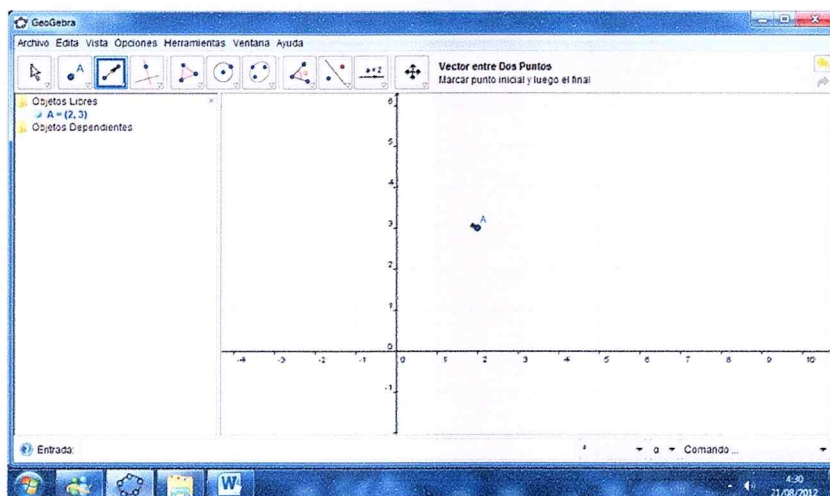 GeoGebra
Archivo Edita Vista Opciones Herramientas Ventana Ayuda
A
a=2
Vector entre Dos Puntos
Marcar punto inicial y luego el final
Objetos Libres
A = (2, 3)
Objetos Dependientes
6
5
4
3
2
1
0
-1
A
-4 -3 -2 -1 0 1 2 3 4 5 6 7 8 9 10
Entrada:
α
Comando ...
W
4:30
21/08/2012